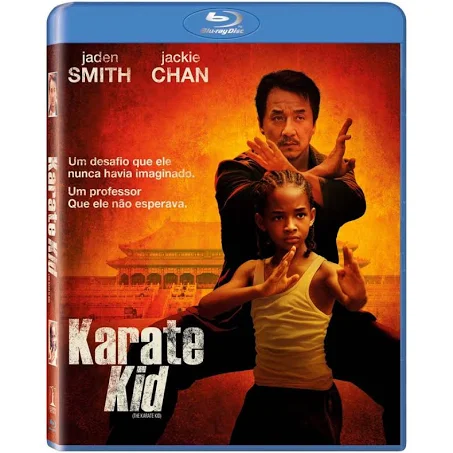 Blu-ray Disc
jaden
SMITH
jackie
CHAN
Um desafio que ele
nunca havia imaginado.
Um professor
Que ele não esperava.
Karate
Kid
(THE KARATE KID)
Karate Kid